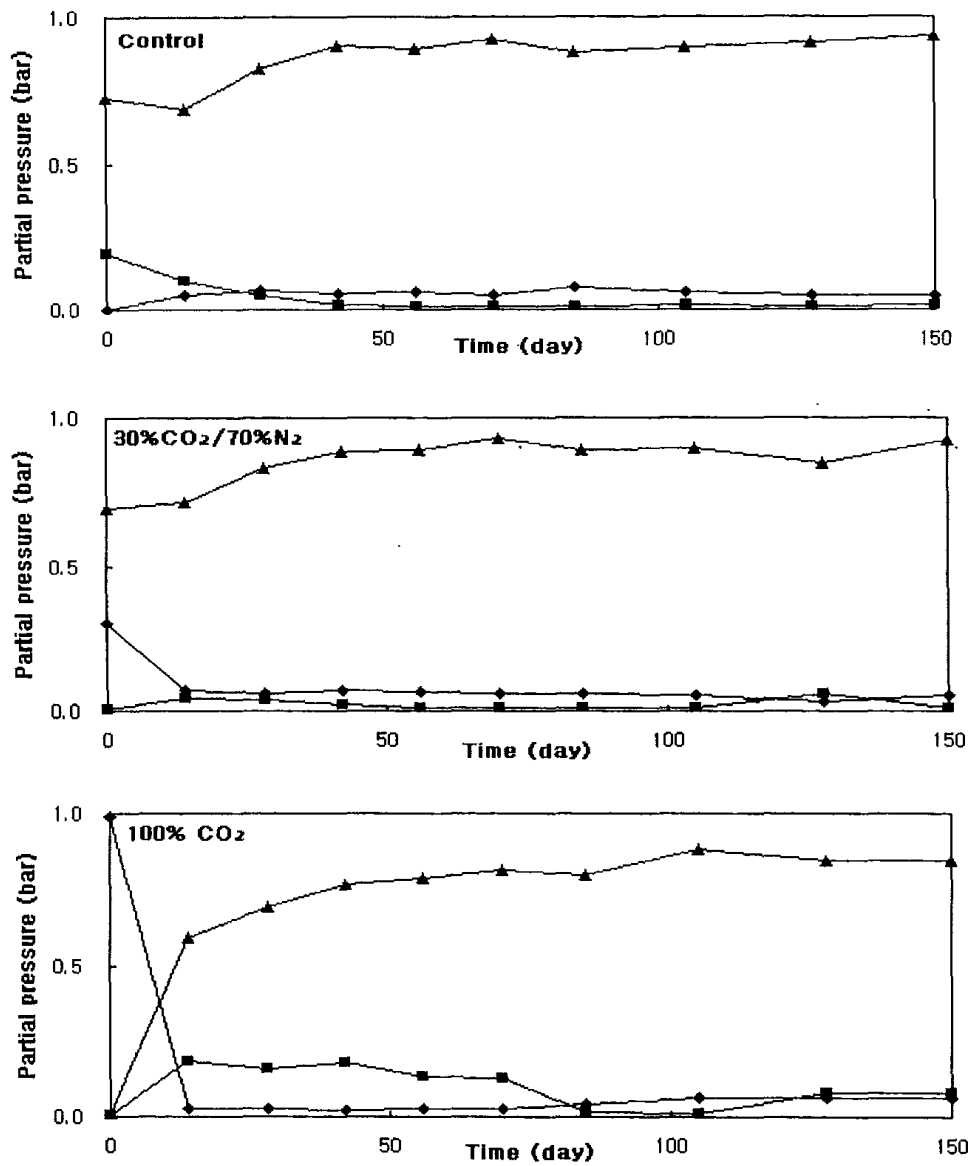 Control
Partial pressure (bar)
1.0
0.5
0.0
0 50 100 150
Time (day)
30%CO₂/70%N₂
Partial pressure (bar)
1.0
0.5
0.0
0 50 100 150
Time (day)
100% CO₂
Partial pressure (bar)
1.0
0.5
0.0
0 50 100 150
Time (day)